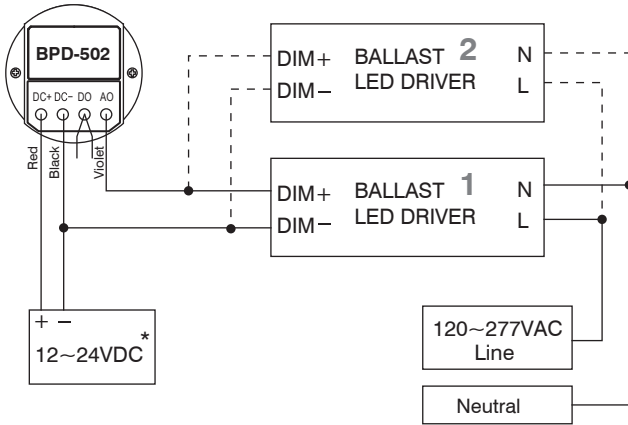 BPD-502
DC+ DC− DO AO
Red
Black
Violet
DIM+ BALLAST 2 N
DIM− LED DRIVER L
DIM+ BALLAST 1 N
DIM− LED DRIVER L
+ − *
12~24VDC
120~277VAC
Line
Neutral